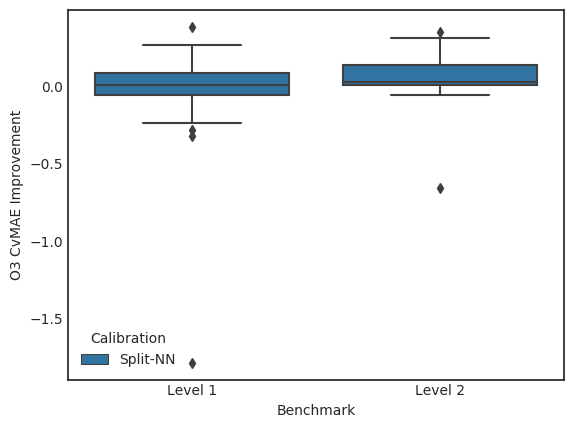 O3 CvMAE Improvement
0.0
−0.5
−1.0
−1.5
Calibration
Split-NN
Level 1
Level 2
Benchmark